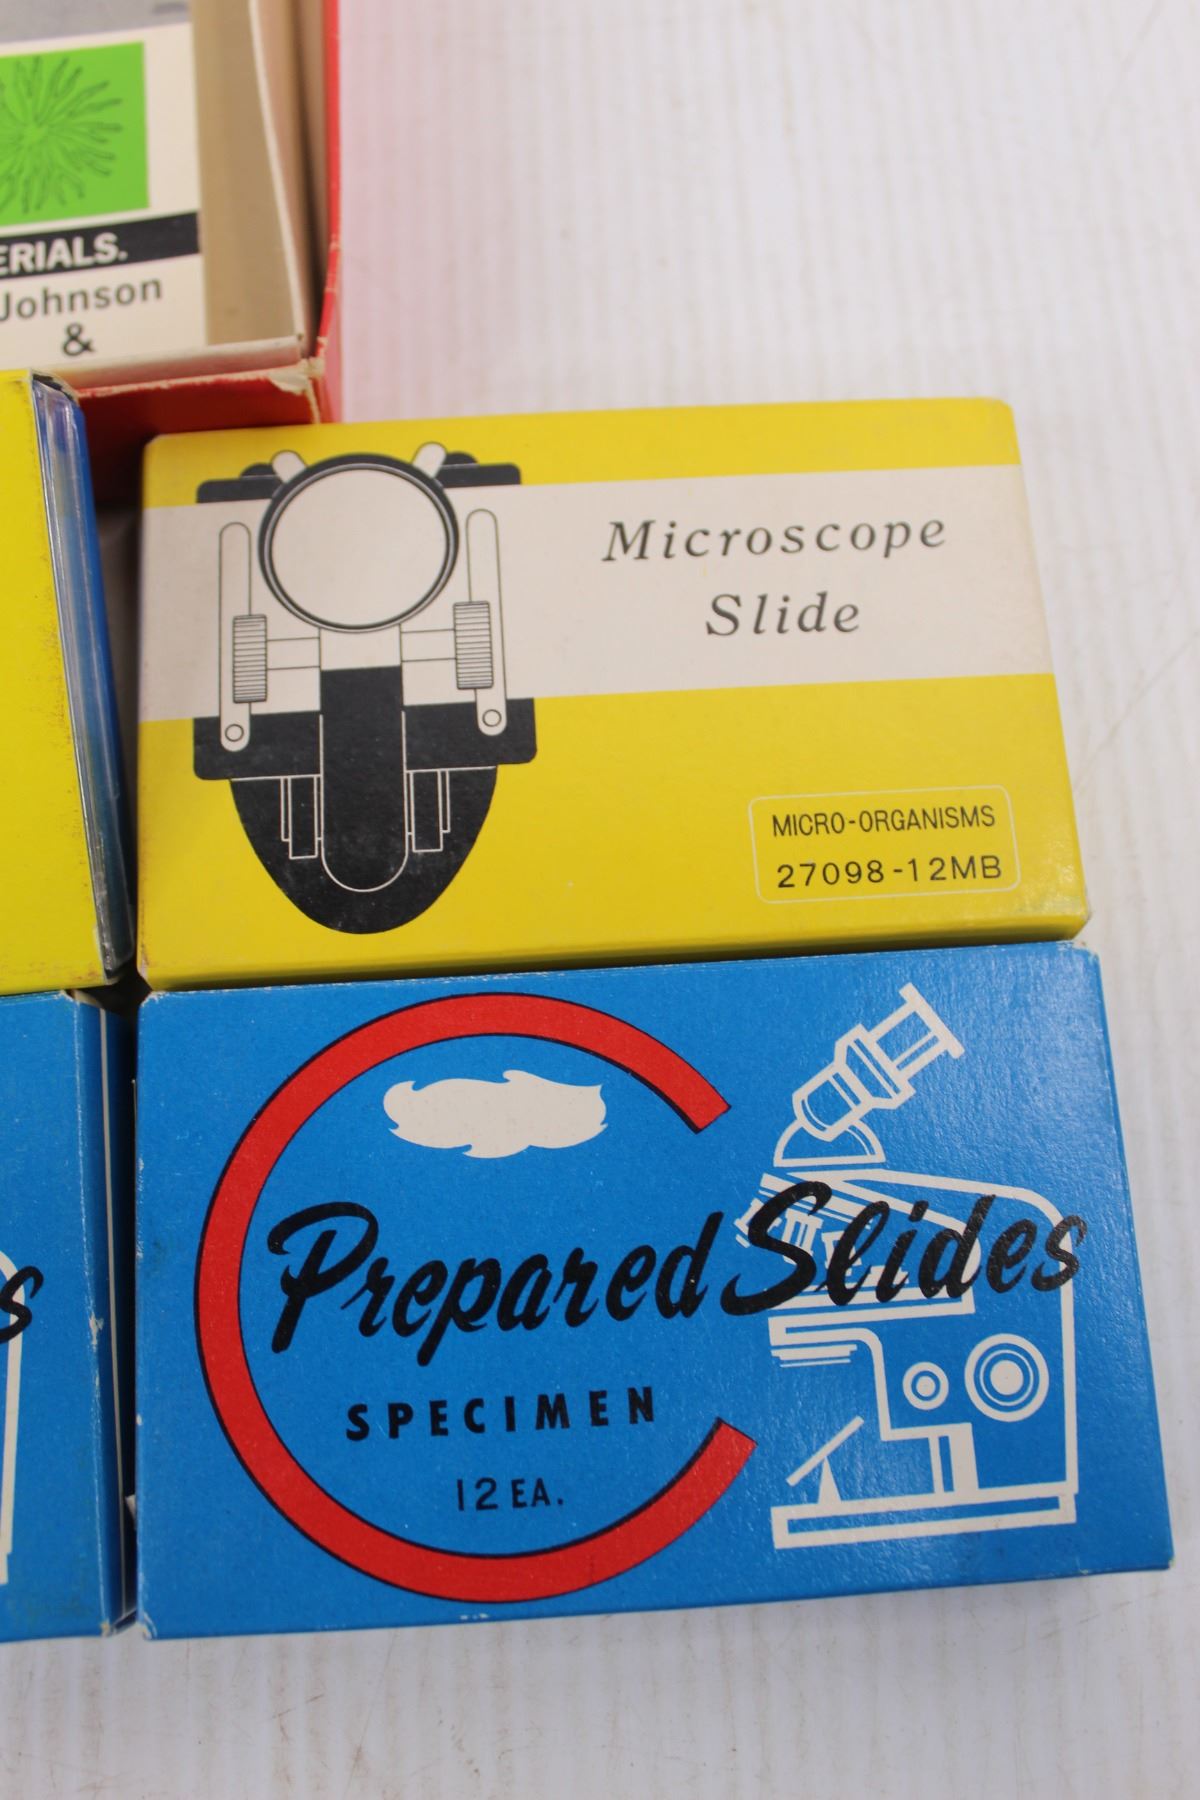 ERIALS.
Johnson
&
Microscope
Slide
MICRO-ORGANISMS
27098-12MB
Prepared Slides
SPECIMEN
12 EA.
s